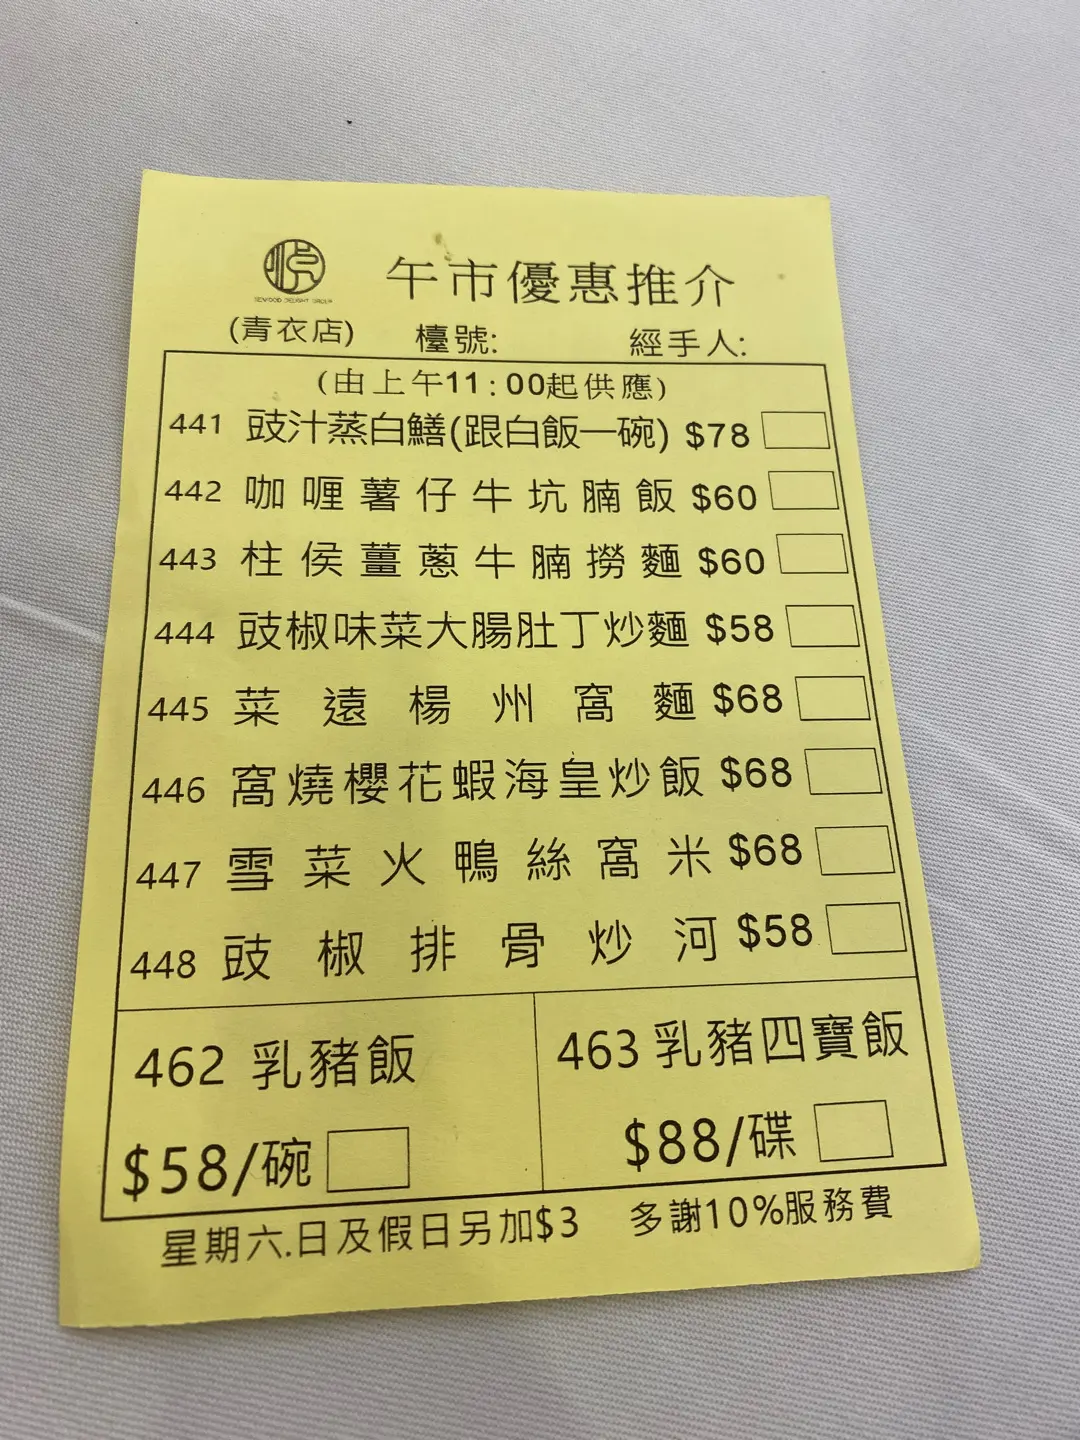 SEAFOOD DELIGHT GROUP
午市優惠推介
(青衣店) 檯號: 經手人:
(由上午11:00起供應)
441 豉汁蒸白鱔(跟白飯一碗) $78
442 咖喱薯仔牛坑腩飯 $60
443 柱侯薑蔥牛腩撈麵 $60
444 豉椒味菜大腸肚丁炒麵 $58
445 菜遠楊州窩麵 $68
446 窩燒櫻花蝦海皇炒飯 $68
447 雪菜火鴨絲窩米 $68
448 豉椒排骨炒河 $58
462 乳豬飯
$58/碗
463 乳豬四寶飯
$88/碟
星期六.日及假日另加$3 多謝10%服務費